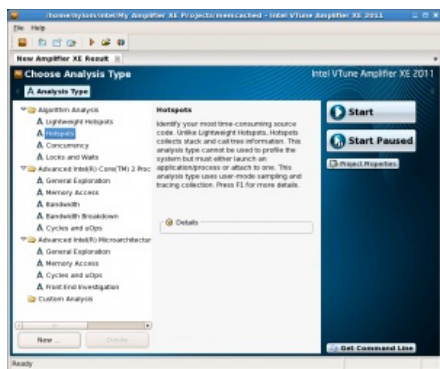 /home/hykom/intel/My Amplifier XE Projects/memcached - Intel VTune Amplifier XE 2011
File Help
New Amplifier XE Result
Choose Analysis Type
Intel VTune Amplifier XE 2011
Analysis Type
Algorithm Analysis
Lightweight Hotspots
Hotspots
Concurrency
Locks and Waits
Advanced Intel(R) Core(TM) 2 Proc
General Exploration
Memory Access
Bandwidth
Bandwidth Breakdown
Cycles and uOps
Advanced Intel(R) Microarchitectur
General Exploration
Memory Access
Cycles and uOps
Front End Investigation
Custom Analysis
New ...
Delete
Hotspots
Identify your most time-consuming source
code. Unlike Lightweight Hotspots, Hotspots
collects stack and call tree information. This
analysis type cannot be used to profile the
system but must either launch an
application/process or attach to one. This
analysis type uses user-mode sampling and
tracing collection. Press F1 for more details.
Details
Start
Start Paused
Project Properties
Get Command Line
Ready